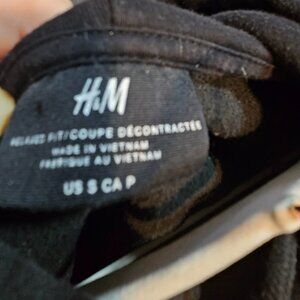 H&M
RELAXED FIT/COUPE DÉCONTRACTÉE
MADE IN VIETNAM
FABRIQUÉ AU VIETNAM
US S CA P